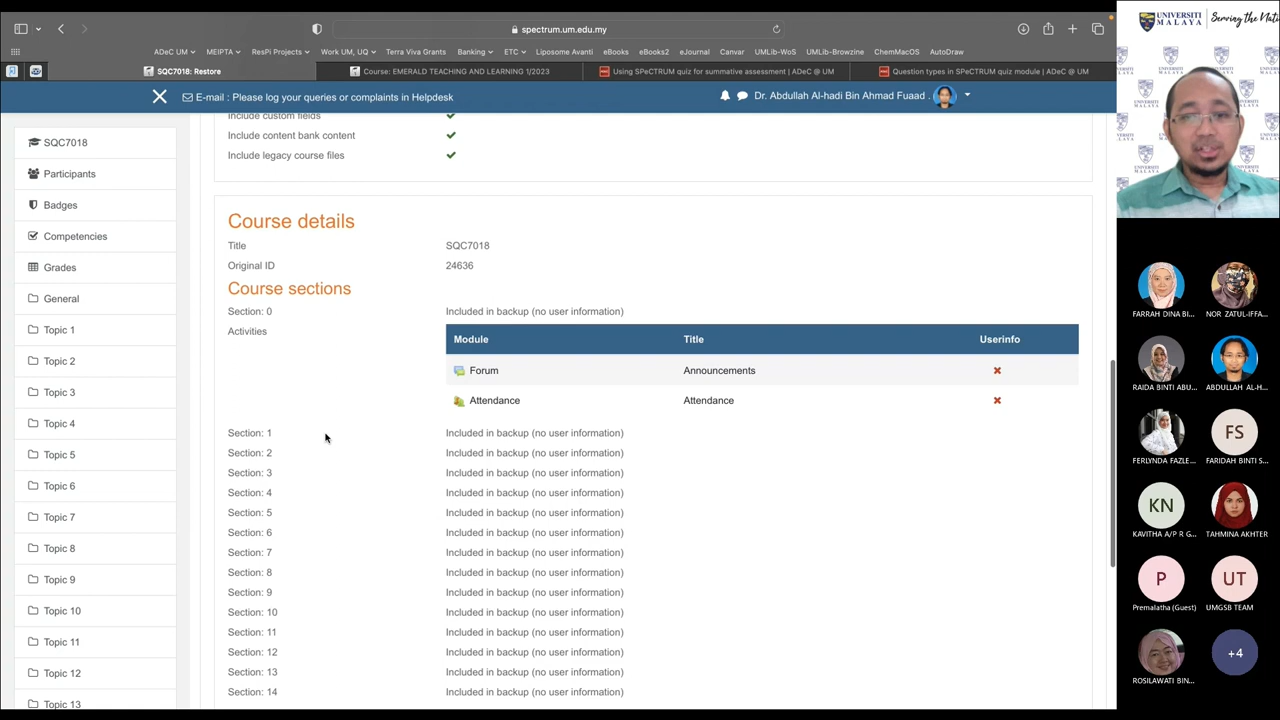 spectrum.um.edu.my
ADeC UM MEIPTA ResPi Projects Work UM, UQ Terra Viva Grants Banking ETC Liposome Avanti eBooks eBooks2 eJournal Canvar UMLib-WoS UMLib-Browzine ChemMacOS AutoDraw
SQC7018: Restore
Course: EMERALD TEACHING AND LEARNING 1/2023
Using SPeCTRUM quiz for summative assessment | ADeC @ UM
Question types in SPeCTRUM quiz module | ADeC @ UM
E-mail : Please log your queries or complaints in Helpdesk
Dr. Abdullah Al-hadi Bin Ahmad Fuaad .
SQC7018
Participants
Badges
Competencies
Grades
General
Topic 1
Topic 2
Topic 3
Topic 4
Topic 5
Topic 6
Topic 7
Topic 8
Topic 9
Topic 10
Topic 11
Topic 12
Topic 13
Include custom fields
Include content bank content
Include legacy course files
Course details
Title SQC7018
Original ID 24636
Course sections
Section: 0 Included in backup (no user information)
Activities
Module Title Userinfo
Forum Announcements
Attendance Attendance
Section: 1 Included in backup (no user information)
Section: 2 Included in backup (no user information)
Section: 3 Included in backup (no user information)
Section: 4 Included in backup (no user information)
Section: 5 Included in backup (no user information)
Section: 6 Included in backup (no user information)
Section: 7 Included in backup (no user information)
Section: 8 Included in backup (no user information)
Section: 9 Included in backup (no user information)
Section: 10 Included in backup (no user information)
Section: 11 Included in backup (no user information)
Section: 12 Included in backup (no user information)
Section: 13 Included in backup (no user information)
Section: 14 Included in backup (no user information)
UNIVERSITI
MALAYA
Serving the Nati
FARRAH DINA BI...
NOR ZATUL-IFFA...
RAIDA BINTI ABU...
ABDULLAH AL-H...
FERLYNDA FAZLE...
FS
FARIDAH BINTI S...
KN
KAVITHA A/P R G...
TAHMINA AKHTER
P
Premalatha (Guest)
UT
UMGSB TEAM
ROSILAWATI BIN...
+4